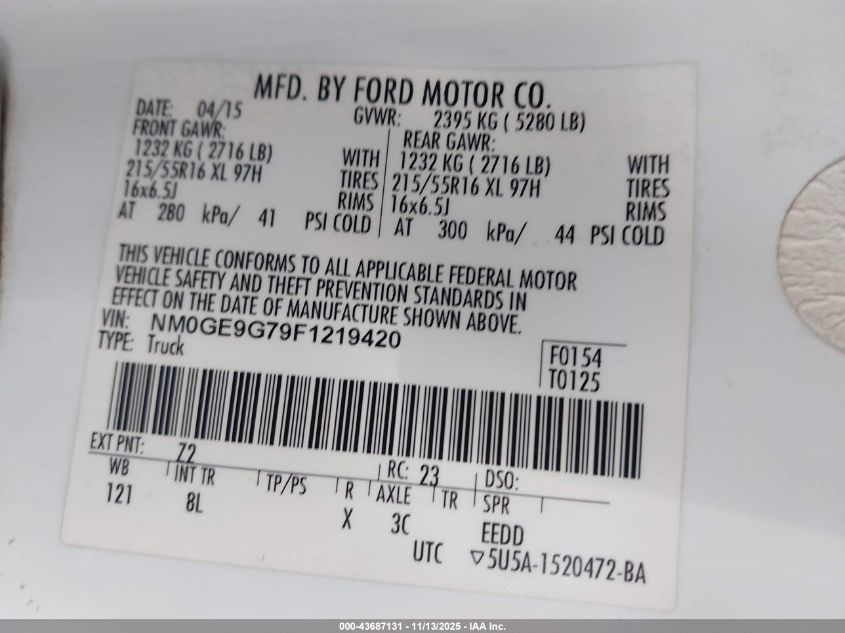 MFD. BY FORD MOTOR CO.
DATE: 04/15 GVWR: 2395 KG ( 5280 LB)
FRONT GAWR: REAR GAWR:
1232 KG ( 2716 LB) WITH 1232 KG ( 2716 LB) WITH
215/55R16 XL 97H TIRES 215/55R16 XL 97H TIRES
16x6.5J RIMS 16x6.5J RIMS
AT 280 kPa/ 41 PSI COLD AT 300 kPa/ 44 PSI COLD
THIS VEHICLE CONFORMS TO ALL APPLICABLE FEDERAL MOTOR
VEHICLE SAFETY AND THEFT PREVENTION STANDARDS IN
EFFECT ON THE DATE OF MANUFACTURE SHOWN ABOVE.
VIN: NM0GE9G79F1219420
TYPE: Truck F0154
T0125
EXT PNT: Z2 RC: 23 DSO:
WB INT TR TP/PS R AXLE TR SPR
121 8L X 3C EEDD
UTC ▽5U5A-1520472-BA
000-43687131 - 11/13/2025 - IAA Inc.